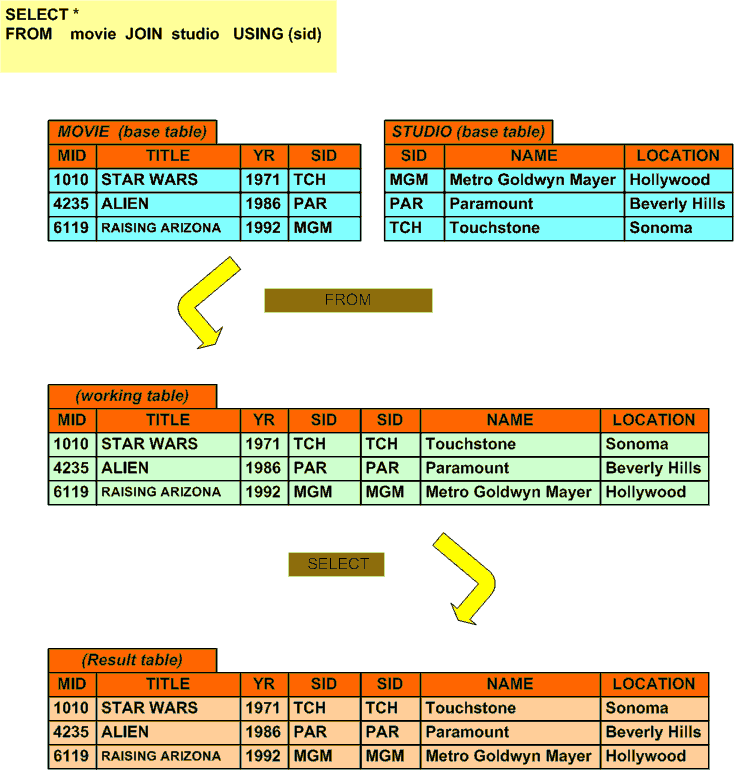 SELECT *
FROM movie JOIN studio USING (sid)
MOVIE (base table)
MID TITLE YR SID
1010 STAR WARS 1971 TCH
4235 ALIEN 1986 PAR
6119 RAISING ARIZONA 1992 MGM
STUDIO (base table)
SID NAME LOCATION
MGM Metro Goldwyn Mayer Hollywood
PAR Paramount Beverly Hills
TCH Touchstone Sonoma
FROM
(working table)
MID TITLE YR SID SID NAME LOCATION
1010 STAR WARS 1971 TCH TCH Touchstone Sonoma
4235 ALIEN 1986 PAR PAR Paramount Beverly Hills
6119 RAISING ARIZONA 1992 MGM MGM Metro Goldwyn Mayer Hollywood
SELECT
(Result table)
MID TITLE YR SID SID NAME LOCATION
1010 STAR WARS 1971 TCH TCH Touchstone Sonoma
4235 ALIEN 1986 PAR PAR Paramount Beverly Hills
6119 RAISING ARIZONA 1992 MGM MGM Metro Goldwyn Mayer Hollywood